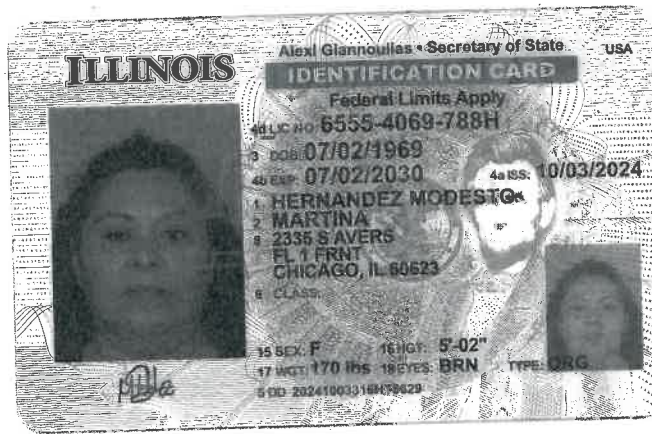 Alexi Giannoulias • Secretary of State USA
ILLINOIS
IDENTIFICATION CARD
Federal Limits Apply
4d LIC NO: 6555-4069-788H
3 DOB: 07/02/1969
4b EXP: 07/02/2030 4a ISS: 10/03/2024
1 HERNANDEZ MODESTO
2 MARTINA
8 2335 S AVERS
FL 1 FRNT
CHICAGO, IL 60623
9 CLASS:
15 SEX: F 16 HGT: 5'-02"
17 WGT: 170 lbs 18 EYES: BRN TYPE: ORG